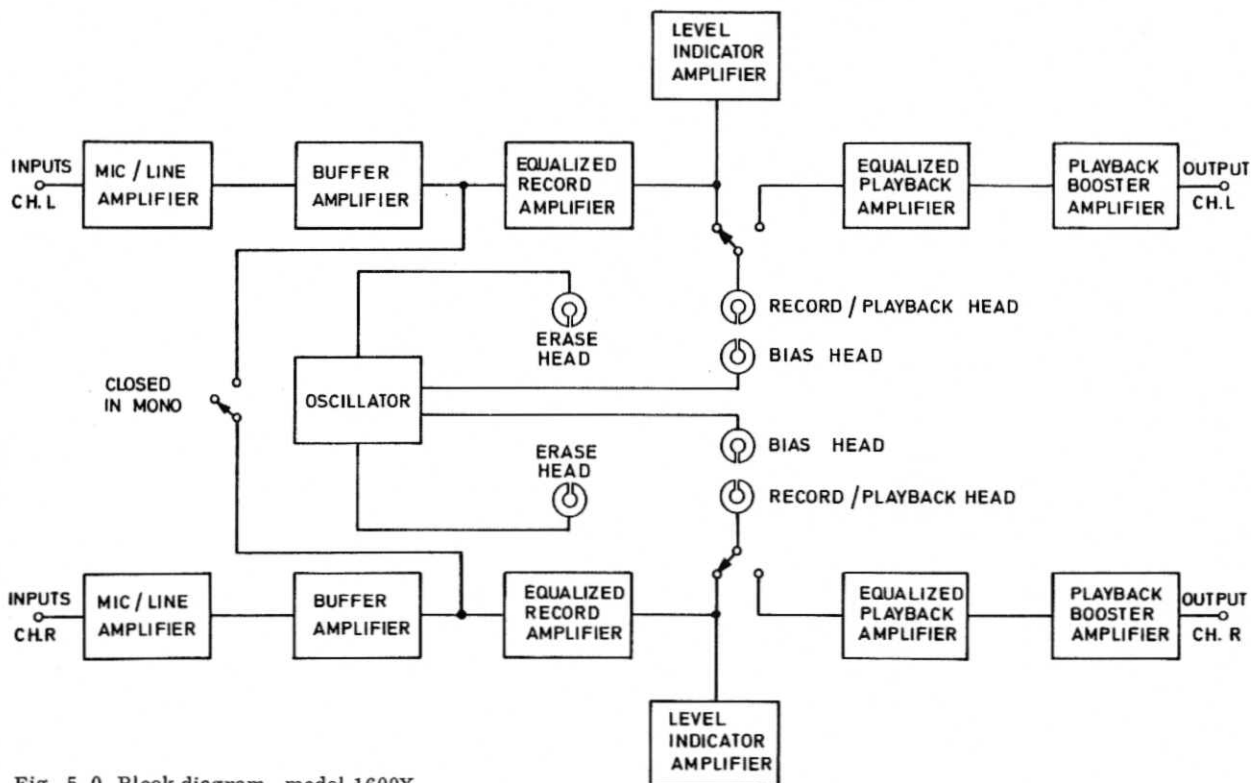 LEVEL
INDICATOR
AMPLIFIER
INPUTS
CH. L
MIC / LINE
AMPLIFIER
BUFFER
AMPLIFIER
EQUALIZED
RECORD
AMPLIFIER
EQUALIZED
PLAYBACK
AMPLIFIER
PLAYBACK
BOOSTER
AMPLIFIER
OUTPUT
CH. L
RECORD / PLAYBACK HEAD
ERASE
HEAD
BIAS HEAD
CLOSED
IN MONO
OSCILLATOR
BIAS HEAD
ERASE
HEAD
RECORD / PLAYBACK HEAD
INPUTS
CH.R
MIC / LINE
AMPLIFIER
BUFFER
AMPLIFIER
EQUALIZED
RECORD
AMPLIFIER
EQUALIZED
PLAYBACK
AMPLIFIER
PLAYBACK
BOOSTER
AMPLIFIER
OUTPUT
CH. R
LEVEL
INDICATOR
AMPLIFIER
Fig. 5.0 Block diagram, model 1600X